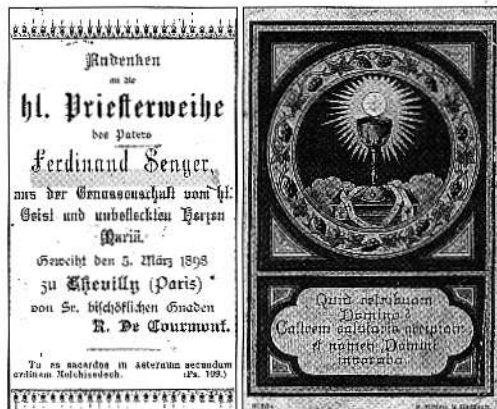 Andenken
an die
hl. Priesterweihe
des Paters
Ferdinand Senger,
aus der Genossenschaft vom hl.
Geist und unbefleckten Herzen
Mariä.
Geweiht den 5. März 1898
zu Chevilly (Paris)
von Sr. bischöflichen Gnaden
R. De Courmont.
Tu es sacerdos in aeternum secundum
ordinem Melchisedech. (Ps. 109.)
Quid retribuam
Domino?
Calicem salutaris accipiam
et nomen Domini
invocabo.